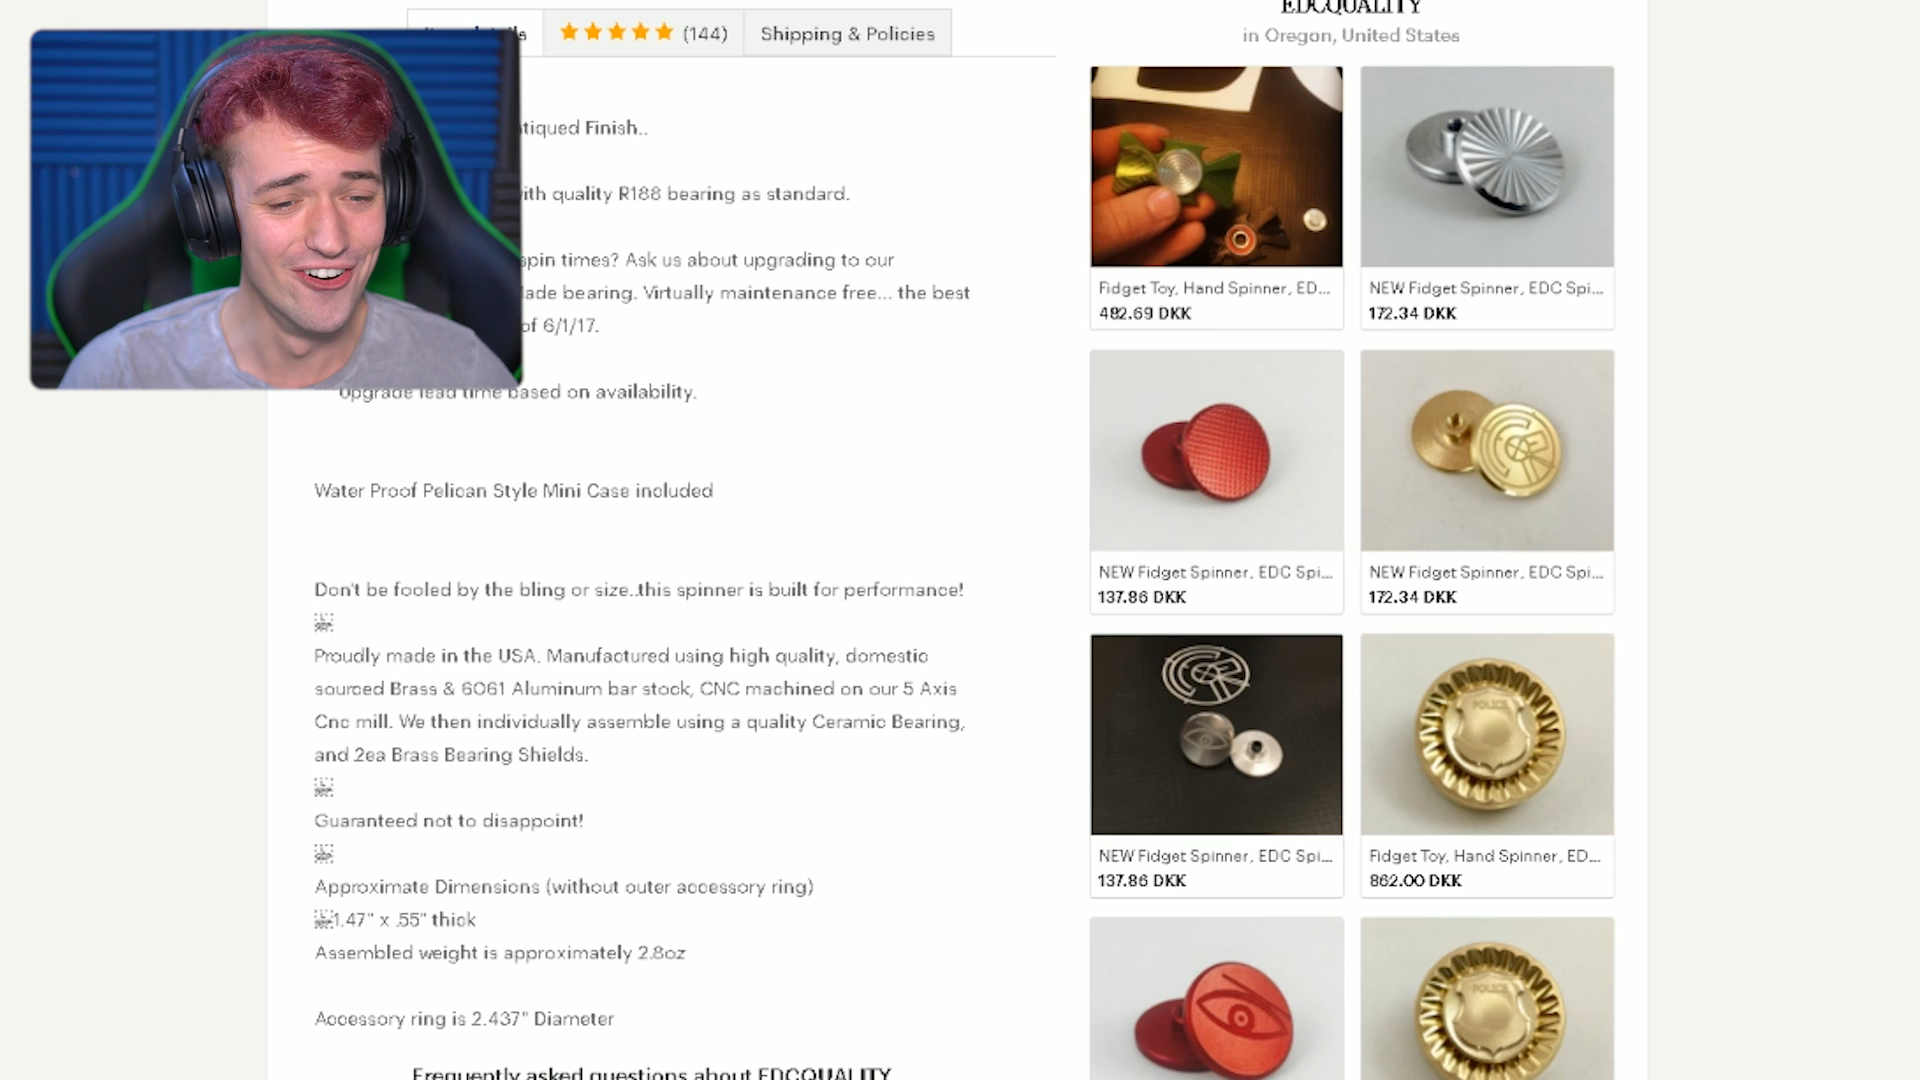 (144)
Shipping & Policies
tiqued Finish..
ith quality R188 bearing as standard.
spin times? Ask us about upgrading to our
ade bearing. Virtually maintenance free... the best
of 6/1/17.
Upgrade lead time based on availability.
Water Proof Pelican Style Mini Case included
Don't be fooled by the bling or size..this spinner is built for performance!
Proudly made in the USA. Manufactured using high quality, domestic
sourced Brass & 6061 Aluminum bar stock, CNC machined on our 5 Axis
Cnc mill. We then individually assemble using a quality Ceramic Bearing,
and 2ea Brass Bearing Shields.
Guaranteed not to disappoint!
Approximate Dimensions (without outer accessory ring)
1.47" x .55" thick
Assembled weight is approximately 2.8oz
Accessory ring is 2.437" Diameter
Frequently asked questions about EDCQUALITY
EDCQUALITY
in Oregon, United States
Fidget Toy, Hand Spinner, ED...
482.69 DKK
NEW Fidget Spinner, EDC Spi...
172.34 DKK
NEW Fidget Spinner, EDC Spi...
137.86 DKK
NEW Fidget Spinner, EDC Spi...
172.34 DKK
NEW Fidget Spinner, EDC Spi...
137.86 DKK
POLICE
Fidget Toy, Hand Spinner, ED...
862.00 DKK
POLICE